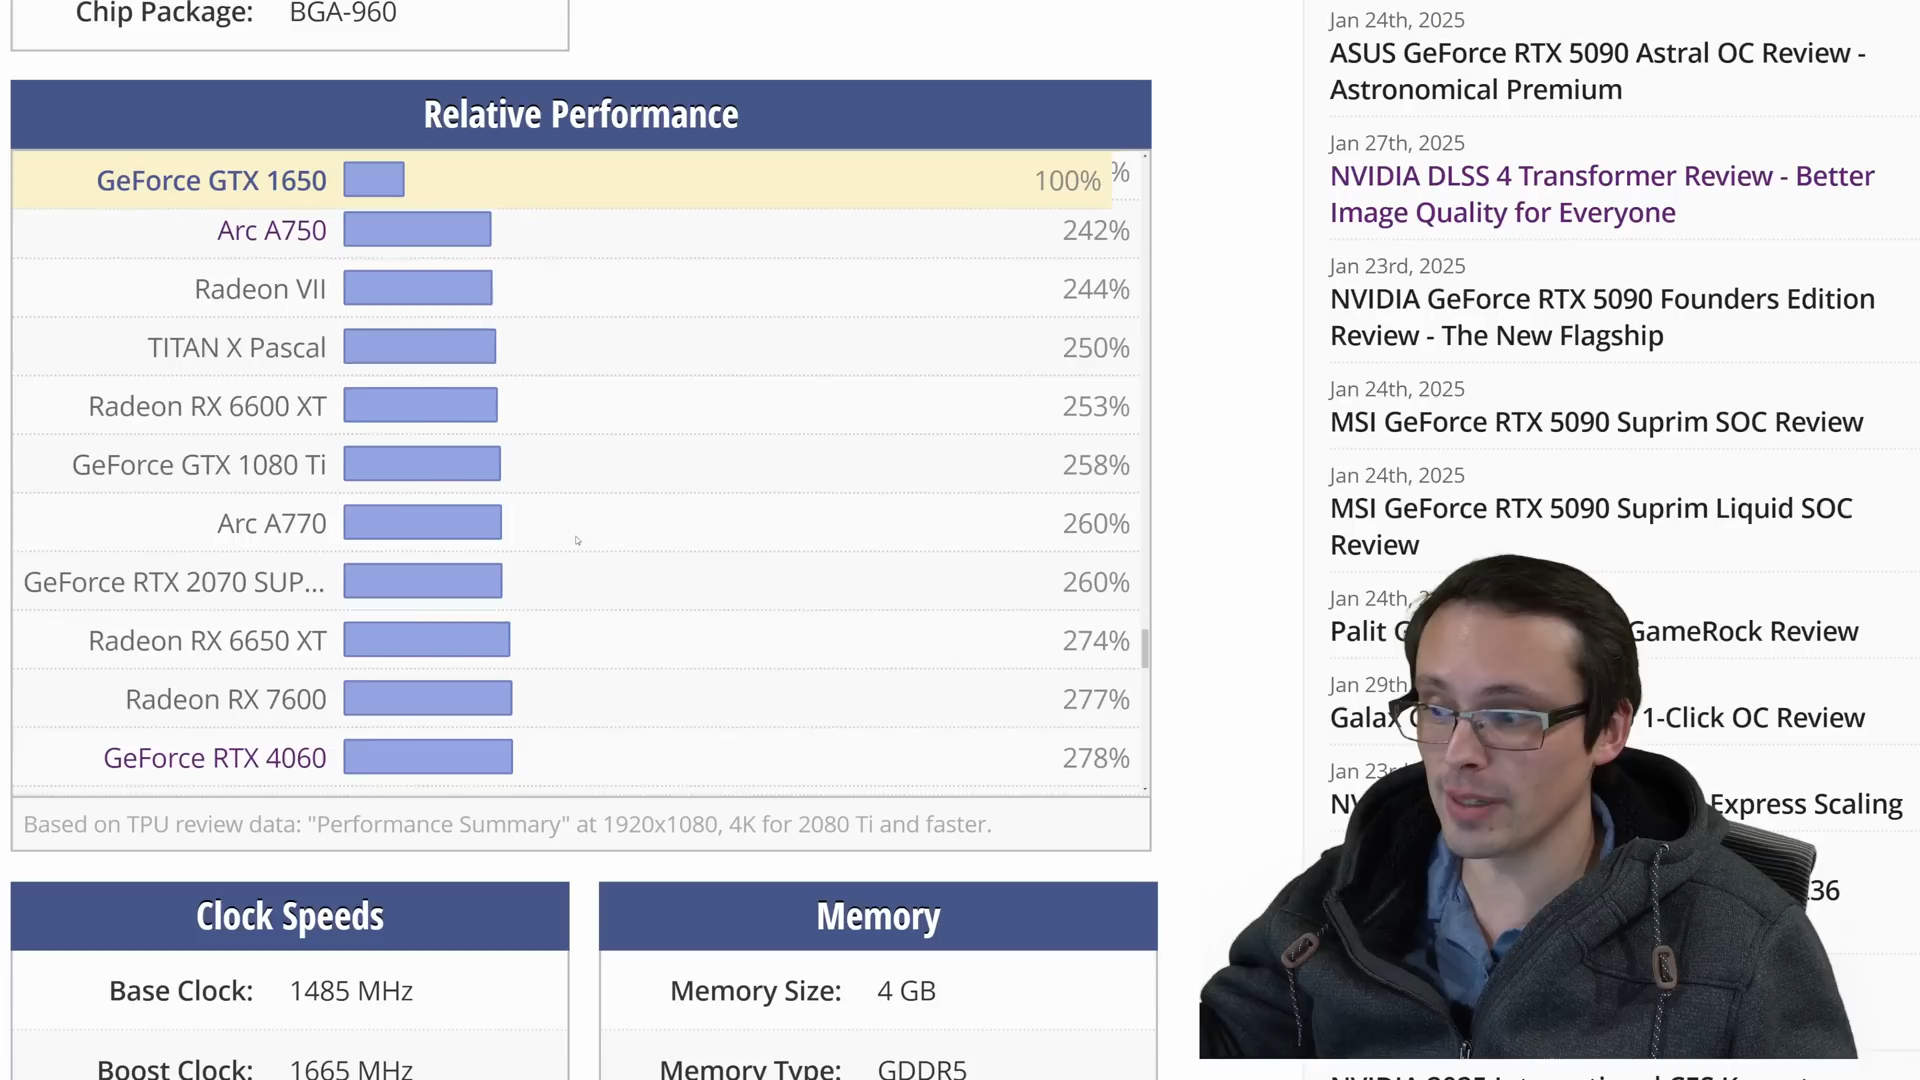 Chip Package: BGA-960
Relative Performance
GeForce GTX 1650 100% %
Arc A750 242%
Radeon VII 244%
TITAN X Pascal 250%
Radeon RX 6600 XT 253%
GeForce GTX 1080 Ti 258%
Arc A770 260%
GeForce RTX 2070 SUP... 260%
Radeon RX 6650 XT 274%
Radeon RX 7600 277%
GeForce RTX 4060 278%
Based on TPU review data: "Performance Summary" at 1920x1080, 4K for 2080 Ti and faster.
Clock Speeds
Base Clock: 1485 MHz
Boost Clock: 1665 MHz
Memory
Memory Size: 4 GB
Memory Type: GDDR5
Jan 24th, 2025
ASUS GeForce RTX 5090 Astral OC Review -
Astronomical Premium
Jan 27th, 2025
NVIDIA DLSS 4 Transformer Review - Better
Image Quality for Everyone
Jan 23rd, 2025
NVIDIA GeForce RTX 5090 Founders Edition
Review - The New Flagship
Jan 24th, 2025
MSI GeForce RTX 5090 Suprim SOC Review
Jan 24th, 2025
MSI GeForce RTX 5090 Suprim Liquid SOC
Review
Jan 24th, 2
Palit G GameRock Review
Jan 29th
Galax 1-Click OC Review
Jan 23rd
NV Express Scaling
.36